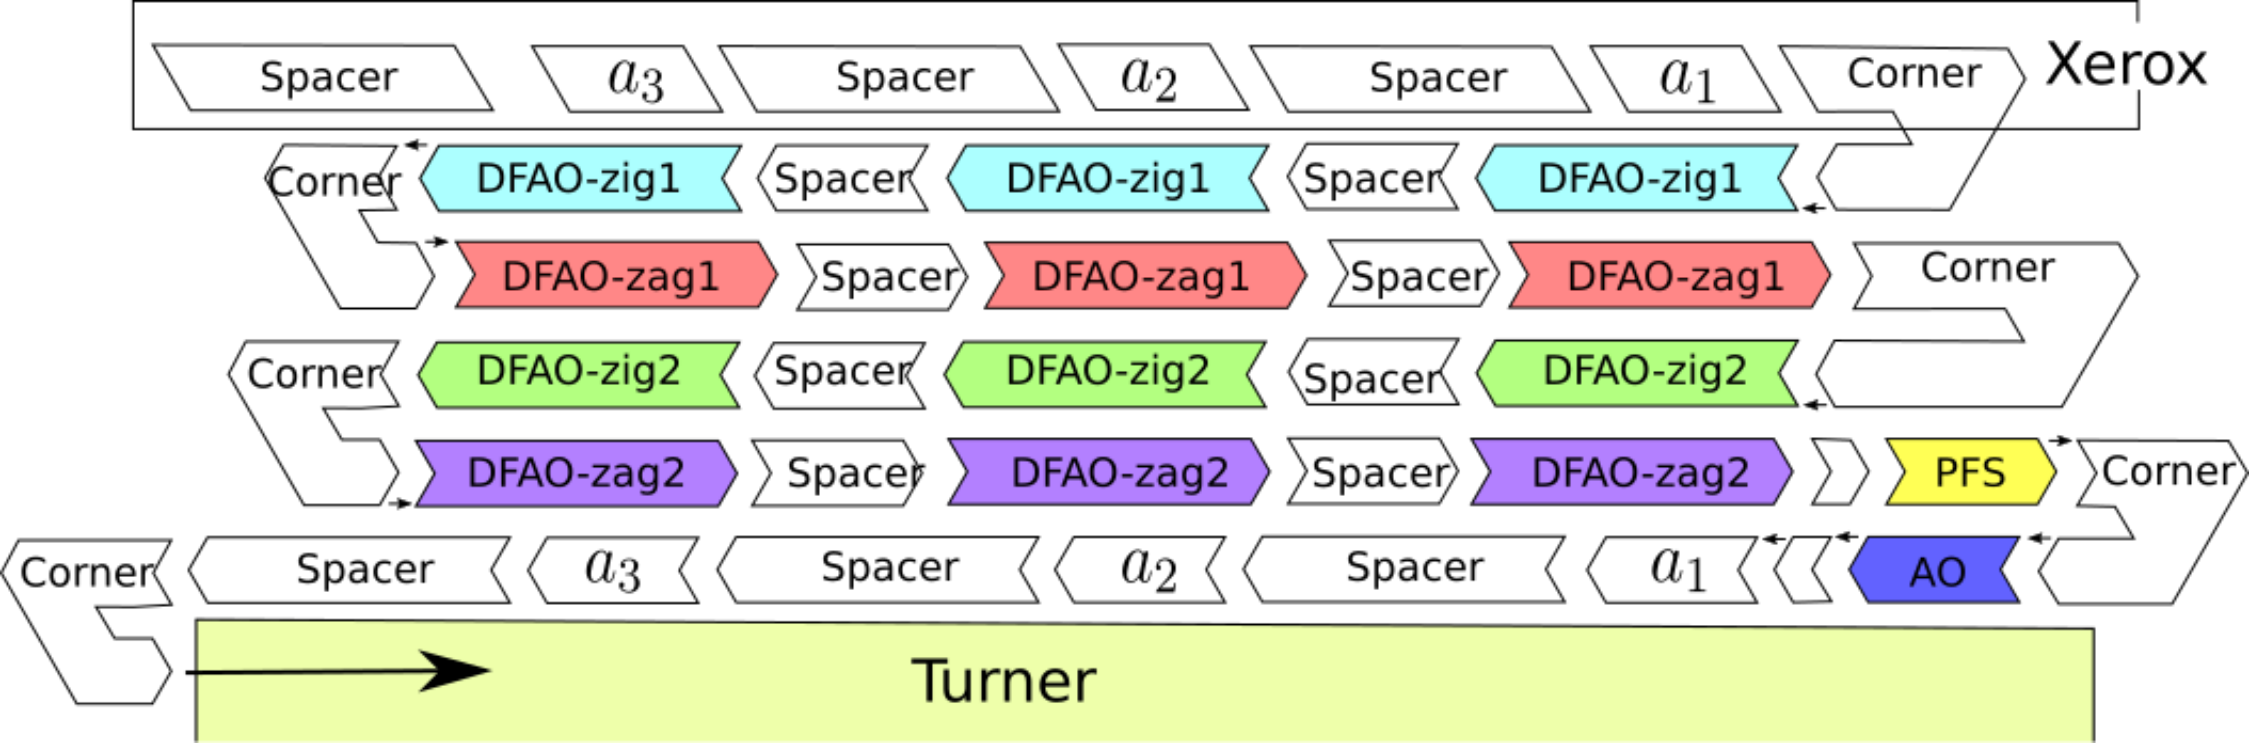 Spacer a₃ Spacer a₂ Spacer a₁ Corner Xerox
Corner DFAO-zig1 Spacer DFAO-zig1 Spacer DFAO-zig1
DFAO-zag1 Spacer DFAO-zag1 Spacer DFAO-zag1 Corner
Corner DFAO-zig2 Spacer DFAO-zig2 Spacer DFAO-zig2
DFAO-zag2 Spacer DFAO-zag2 Spacer DFAO-zag2 PFS Corner
Corner Spacer a₃ Spacer a₂ Spacer a₁ AO
Turner